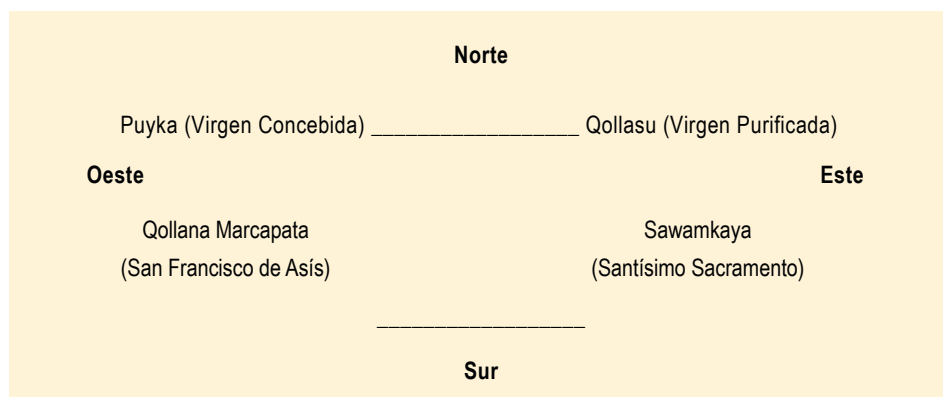 Norte
Puyka (Virgen Concebida) __________________ Qollasu (Virgen Purificada)
Oeste Este
Qollana Marcapata Sawamkaya
(San Francisco de Asís) (Santísimo Sacramento)
__________________
Sur